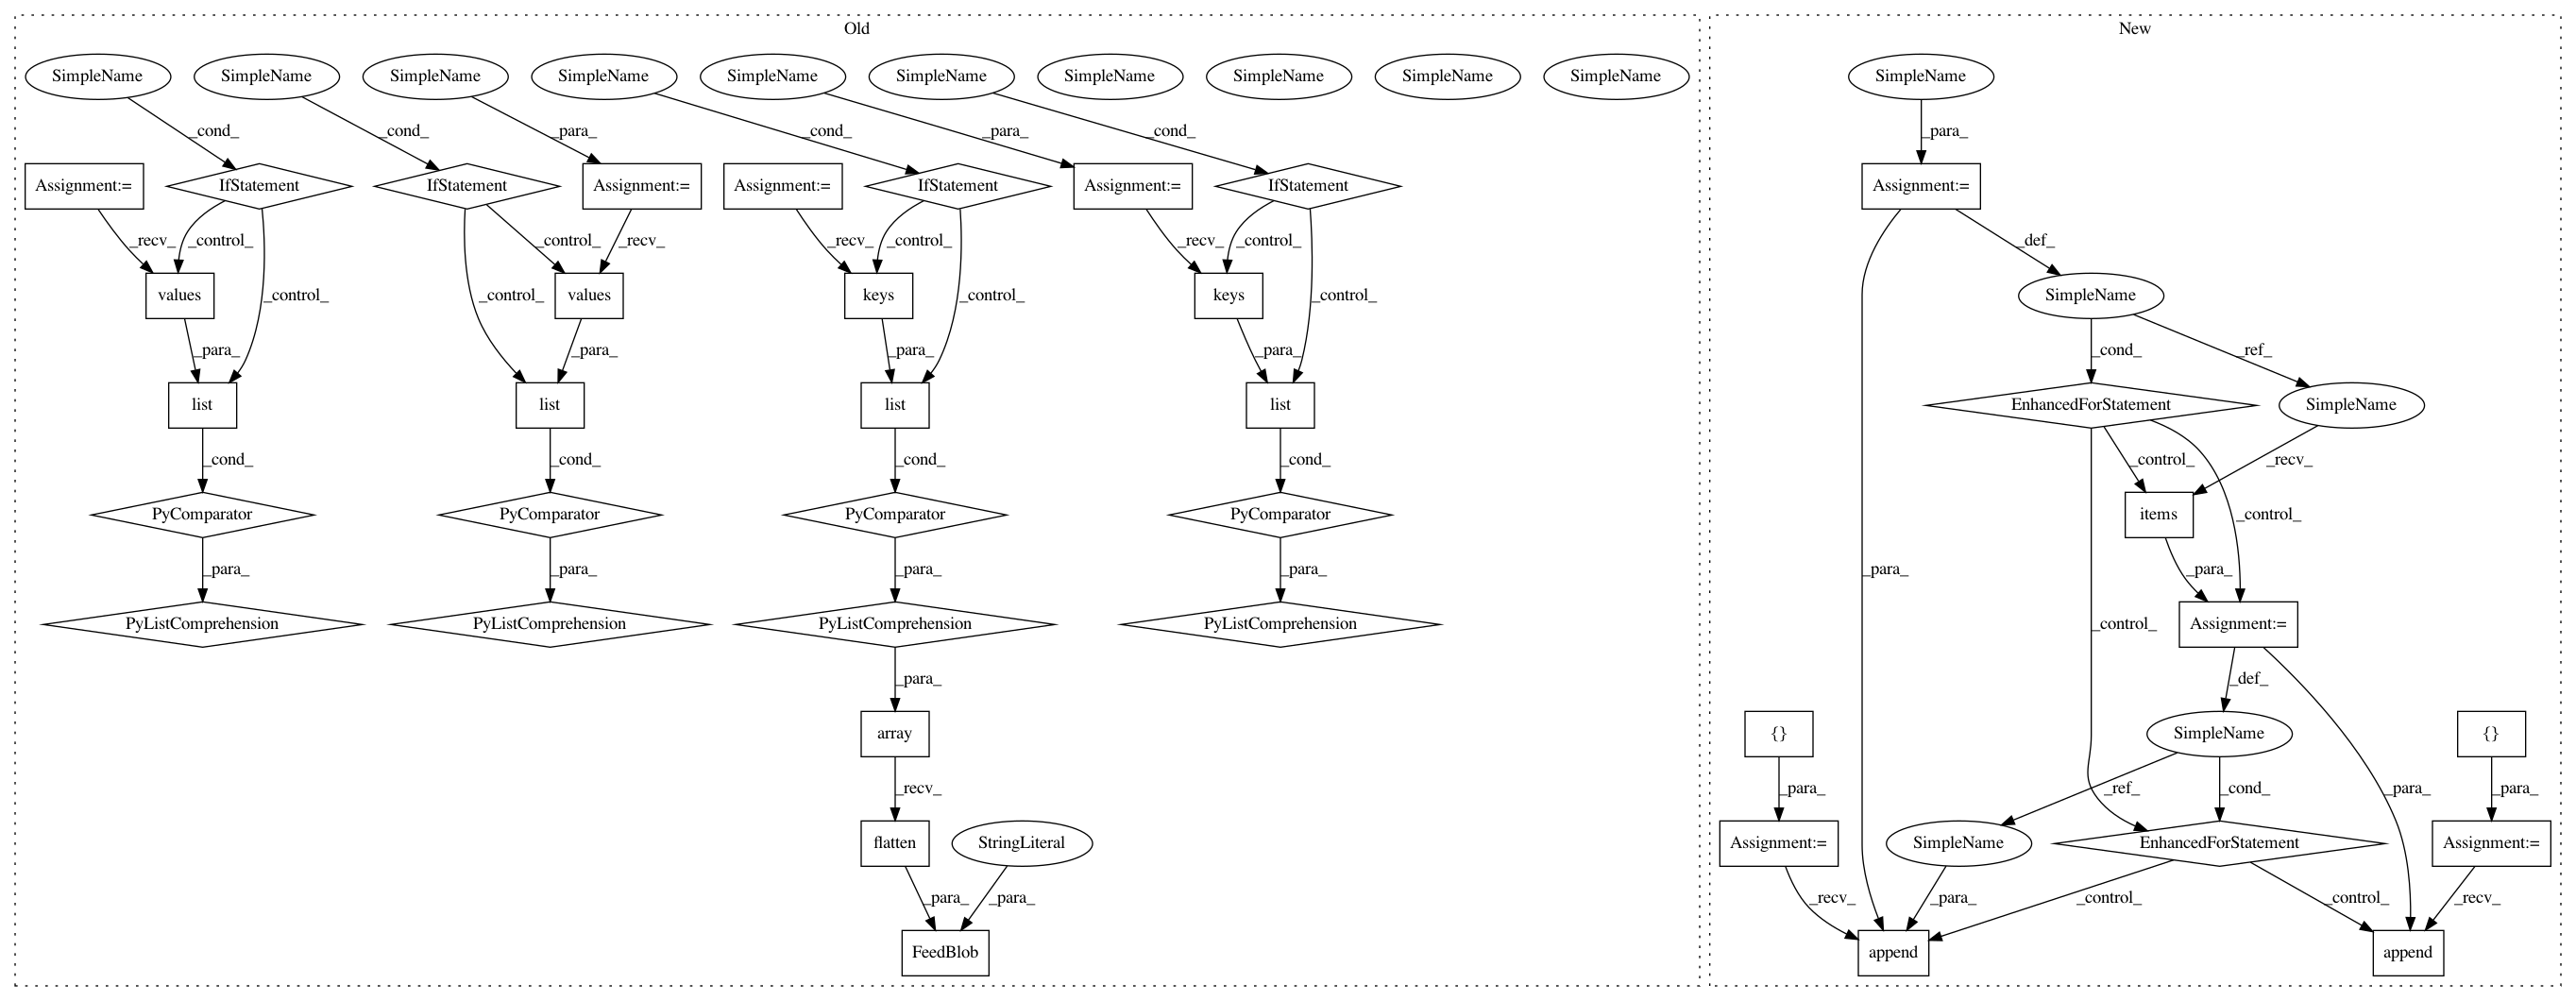 Old
New
SimpleName
SimpleName
SimpleName
SimpleName
SimpleName
SimpleName
SimpleName
SimpleName
SimpleName
SimpleName
SimpleName
_cond_
_cond_
_para_
_cond_
_para_
_cond_
_para_
Assignment:=
IfStatement
IfStatement
Assignment:=
Assignment:=
IfStatement
Assignment:=
IfStatement
Assignment:=
_recv_
_control_
_control_
_recv_
_recv_
_control_
_recv_
_control_
_def_
values
_control_
_control_
values
keys
_control_
keys
_control_
SimpleName
_para_
_para_
_para_
_para_
_cond_
_ref_
list
list
list
list
EnhancedForStatement
SimpleName
_cond_
_cond_
_cond_
_cond_
_control_
_recv_
PyComparator
PyComparator
PyComparator
PyComparator
items
_control_
_para_
_para_
_para_
_para_
_para_
_para_
PyListComprehension
PyListComprehension
PyListComprehension
PyListComprehension
_control_
Assignment:=
_para_
_def_
array
{}
SimpleName
{}
_recv_
_para_
_ref_
_cond_
_para_
_para_
flatten
StringLiteral
Assignment:=
SimpleName
EnhancedForStatement
Assignment:=
_para_
_para_
_recv_
_para_
_control_
_control_
_recv_
FeedBlob
append
append